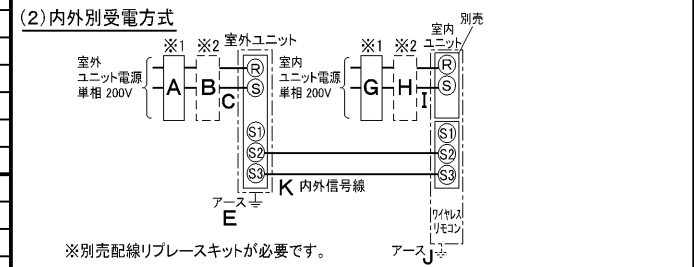 (2)内外別受電方式
※1 ※2 室外ユニット
室外
ユニット電源
単相 200V
A B C
R
S
S1
S2
S3
アース
E
※1 ※2
室内
ユニット電源
単相 200V
G H I
別売
室内
ユニット
R
S
S1
S2
S3
K 内外信号線
ワイヤレス
リモコン
アース J
※別売配線リプレースキットが必要です。